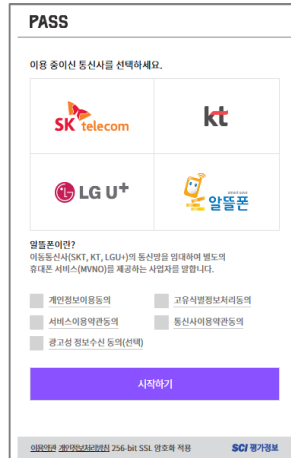 PASS
이용 중이신 통신사를 선택하세요.
SK telecom
kt
LG U+
알뜰폰
알뜰폰이란?
이동통신사(SKT, KT, LGU+)의 통신망을 임대하여 별도의
휴대폰 서비스(MVNO)를 제공하는 사업자를 말합니다.
개인정보이용동의
고유식별정보처리동의
서비스이용약관동의
통신사이용약관동의
광고성 정보수신 동의(선택)
시작하기
이용약관 개인정보처리방침 256-bit SSL 암호화 적용
SCI 평가정보